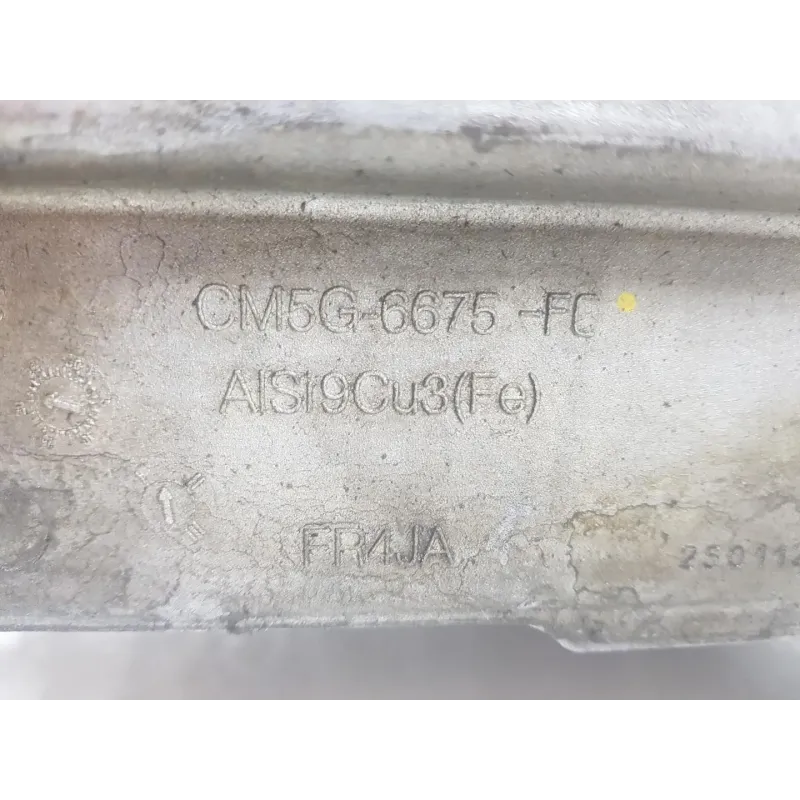 CM5G-6675-FC
AlSi9Cu3(Fe)
FR4JA
250112